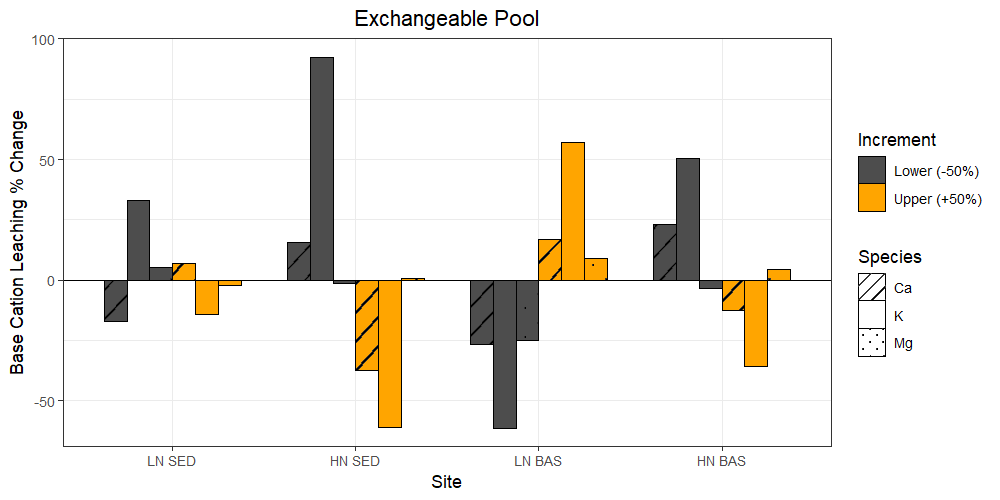 Exchangeable Pool
Base Cation Leaching % Change
100
50
0
-50
LN SED
HN SED
LN BAS
HN BAS
Site
Increment
Lower (-50%)
Upper (+50%)
Species
Ca
K
Mg